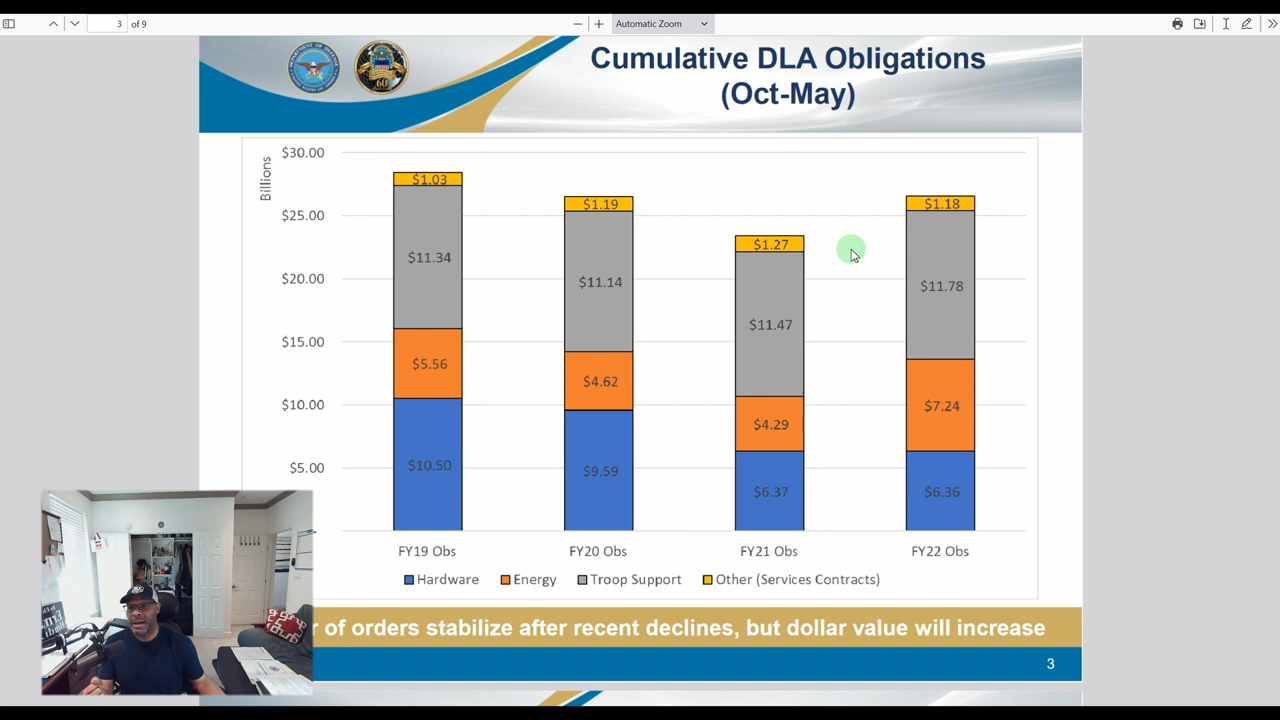 3 of 9
Automatic Zoom
Cumulative DLA Obligations
(Oct-May)
Billions
$30.00
$25.00
$20.00
$15.00
$10.00
$5.00
$1.03
$11.34
$5.56
$10.50
$1.19
$11.14
$4.62
$9.59
$1.27
$11.47
$4.29
$6.37
$1.18
$11.78
$7.24
$6.36
FY19 Obs FY20 Obs FY21 Obs FY22 Obs
Hardware Energy Troop Support Other (Services Contracts)
of orders stabilize after recent declines, but dollar value will increase
3